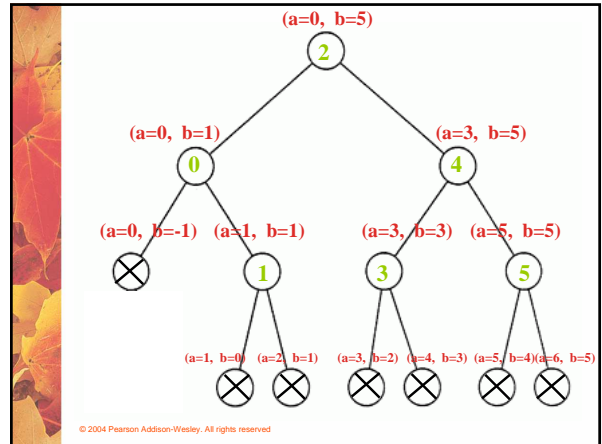 (a=0, b=5)
2
(a=0, b=1) (a=3, b=5)
0 4
(a=0, b=-1) (a=1, b=1) (a=3, b=3) (a=5, b=5)
1 3 5
(a=1, b=0) (a=2, b=1) (a=3, b=2) (a=4, b=3) (a=5, b=4) (a=6, b=5)
© 2004 Pearson Addison-Wesley. All rights reserved